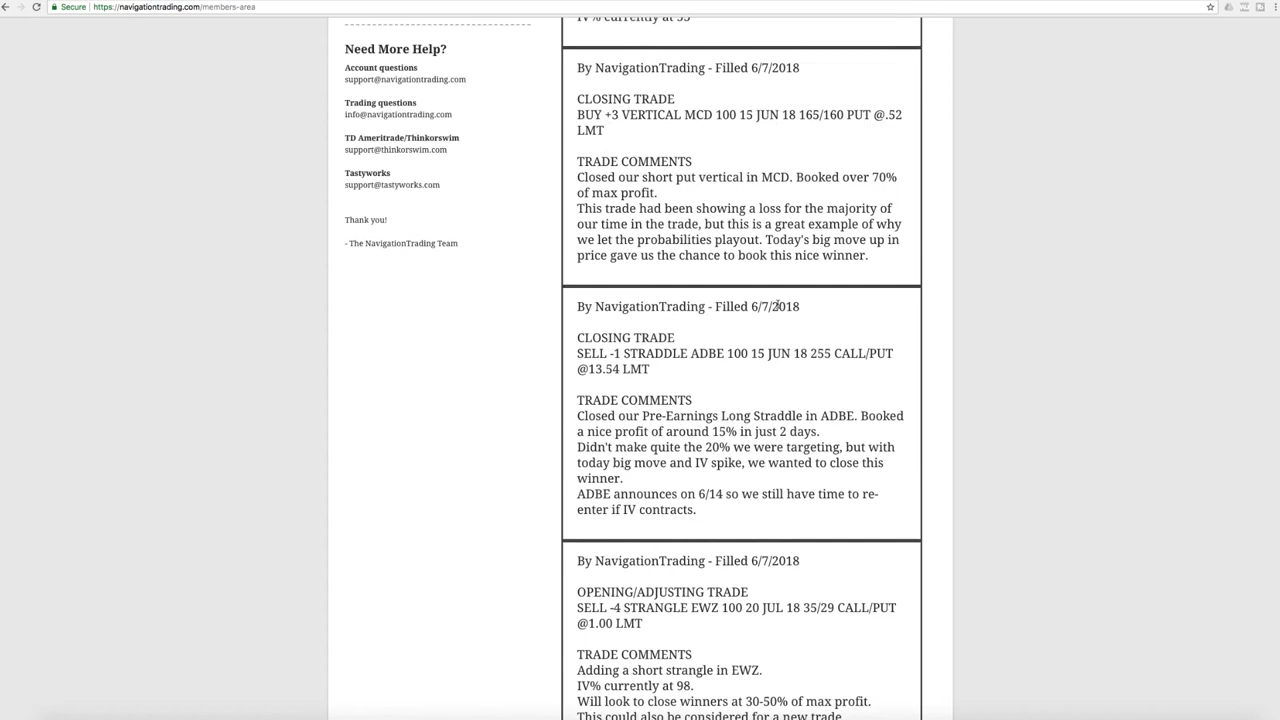 Secure | https://navigationtrading.com/members-area
Need More Help?
Account questions
support@navigationtrading.com
Trading questions
info@navigationtrading.com
TD Ameritrade/Thinkorswim
support@thinkorswim.com
Tastyworks
support@tastyworks.com
Thank you!
- The NavigationTrading Team
IV% currently at 53
By NavigationTrading - Filled 6/7/2018
CLOSING TRADE
BUY +3 VERTICAL MCD 100 15 JUN 18 165/160 PUT @.52
LMT
TRADE COMMENTS
Closed our short put vertical in MCD. Booked over 70%
of max profit.
This trade had been showing a loss for the majority of
our time in the trade, but this is a great example of why
we let the probabilities playout. Today's big move up in
price gave us the chance to book this nice winner.
By NavigationTrading - Filled 6/7/2018
CLOSING TRADE
SELL -1 STRADDLE ADBE 100 15 JUN 18 255 CALL/PUT
@13.54 LMT
TRADE COMMENTS
Closed our Pre-Earnings Long Straddle in ADBE. Booked
a nice profit of around 15% in just 2 days.
Didn't make quite the 20% we were targeting, but with
today big move and IV spike, we wanted to close this
winner.
ADBE announces on 6/14 so we still have time to re-
enter if IV contracts.
By NavigationTrading - Filled 6/7/2018
OPENING/ADJUSTING TRADE
SELL -4 STRANGLE EWZ 100 20 JUL 18 35/29 CALL/PUT
@1.00 LMT
TRADE COMMENTS
Adding a short strangle in EWZ.
IV% currently at 98.
Will look to close winners at 30-50% of max profit.
This could also be considered for a new trade